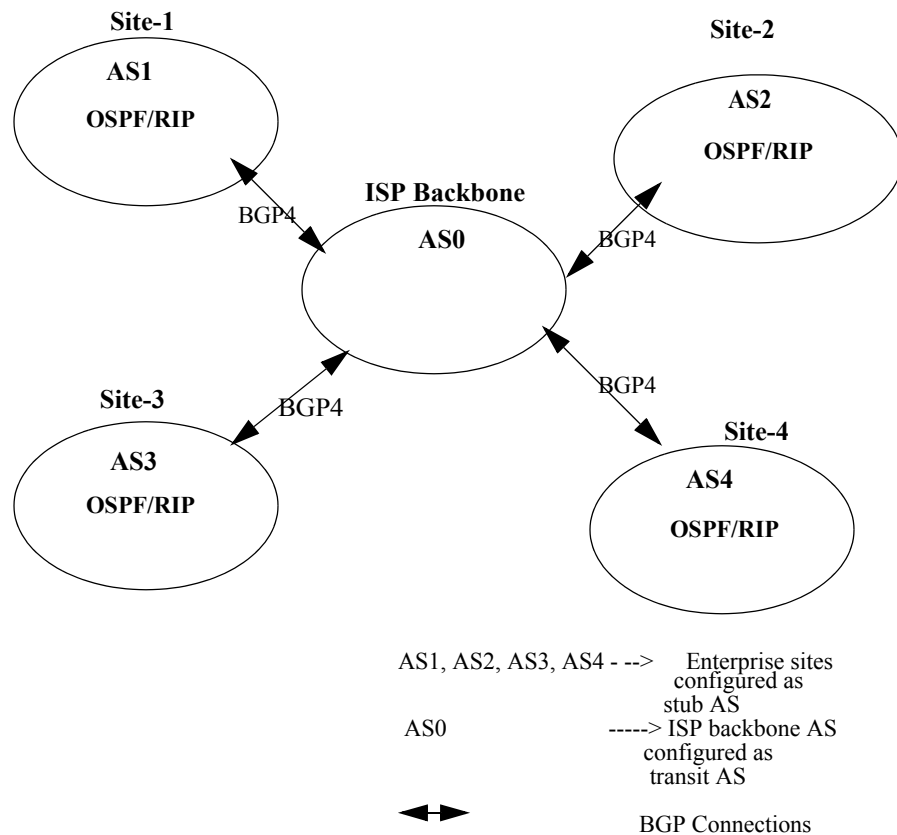 Site-1
AS1
OSPF/RIP
Site-2
AS2
OSPF/RIP
BGP4
ISP Backbone
AS0
BGP4
BGP4
BGP4
Site-3
AS3
OSPF/RIP
Site-4
AS4
OSPF/RIP
AS1, AS2, AS3, AS4 - --> Enterprise sites
configured as
stub AS
AS0 -----> ISP backbone AS
configured as
transit AS
BGP Connections